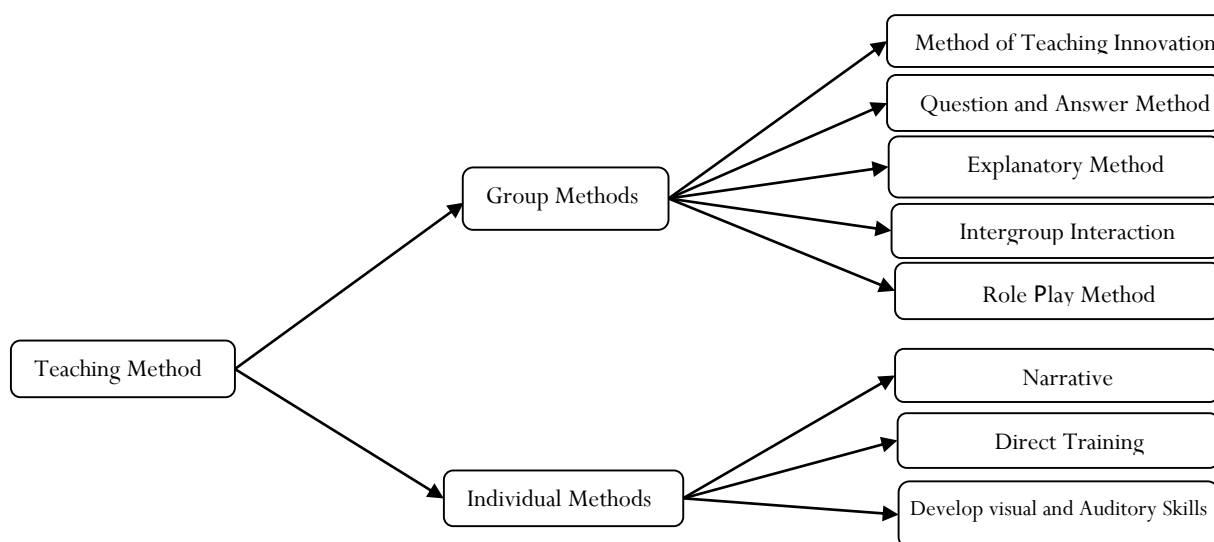 Method of Teaching Innovation
Question and Answer Method
Explanatory Method
Group Methods
Intergroup Interaction
Role Play Method
Teaching Method
Narrative
Direct Training
Individual Methods
Develop visual and Auditory Skills